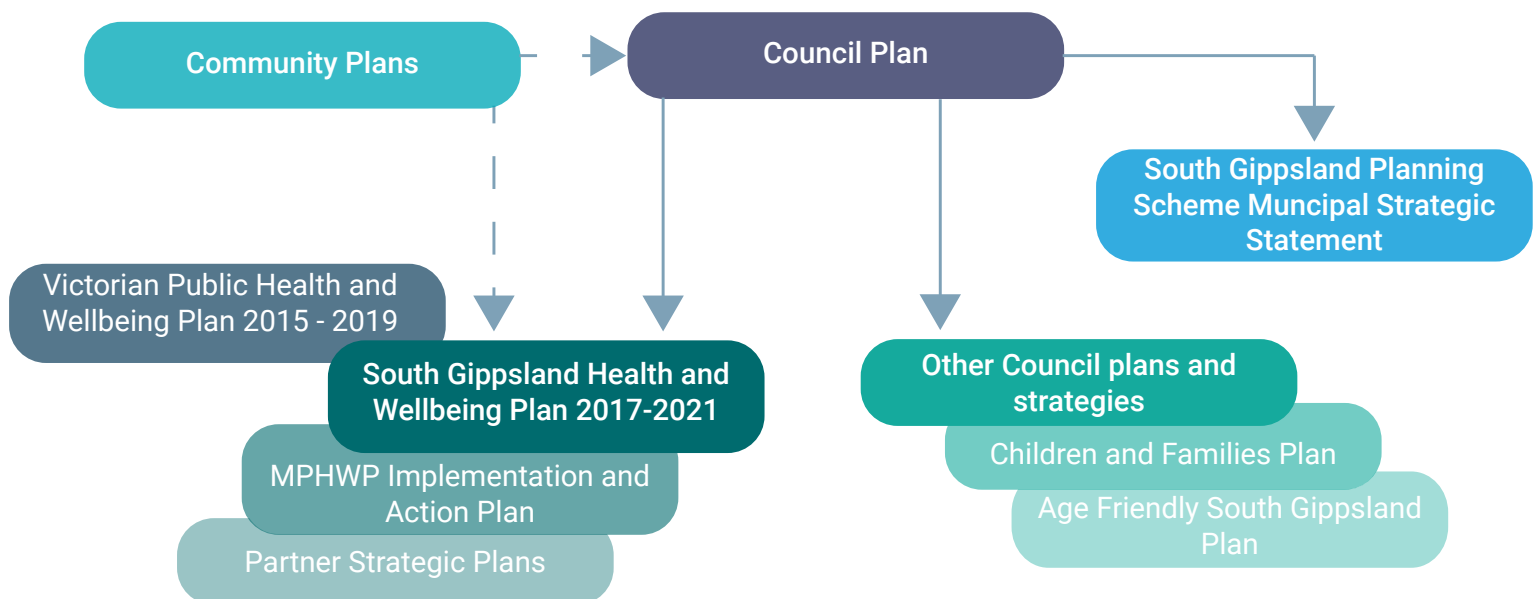 Community Plans
Council Plan
South Gippsland Planning
Scheme Muncipal Strategic
Statement
Victorian Public Health and
Wellbeing Plan 2015 - 2019
South Gippsland Health and
Wellbeing Plan 2017-2021
MPHWP Implementation and
Action Plan
Partner Strategic Plans
Other Council plans and
strategies
Children and Families Plan
Age Friendly South Gippsland
Plan